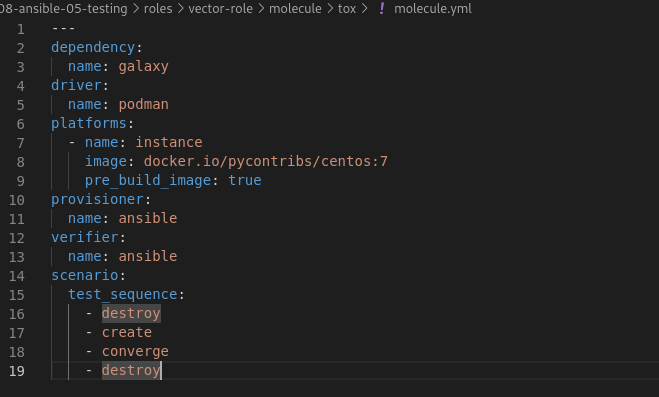 08-ansible-05-testing > roles > vector-role > molecule > tox > ! molecule.yml
1 ---
2 dependency:
3   name: galaxy
4 driver:
5   name: podman
6 platforms:
7   - name: instance
8     image: docker.io/pycontribs/centos:7
9     pre_build_image: true
10 provisioner:
11   name: ansible
12 verifier:
13   name: ansible
14 scenario:
15   test_sequence:
16     - destroy
17     - create
18     - converge
19     - destroy